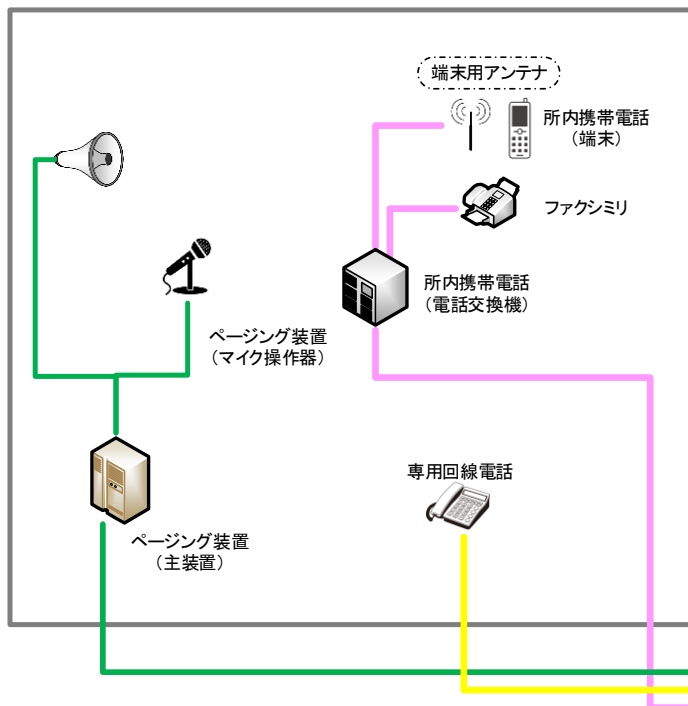 端末用アンテナ
所内携帯電話
(端末)
ファクシミリ
所内携帯電話
(電話交換機)
ページング装置
(マイク操作器)
専用回線電話
ページング装置
(主装置)